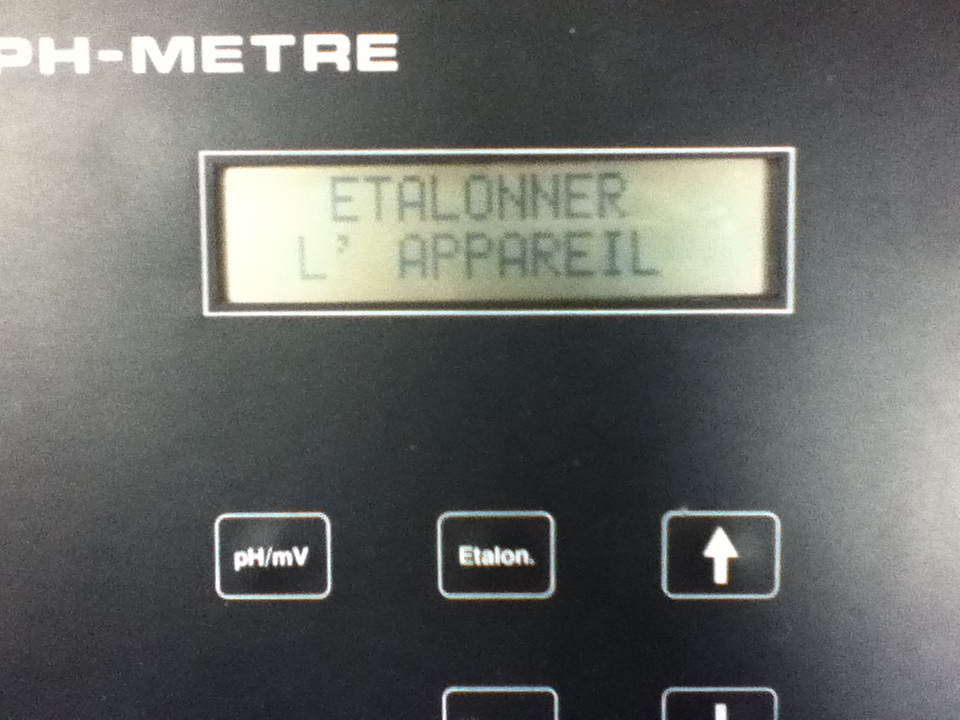 PH-METRE
ETALONNER
L' APPAREIL
pH/mV
Etalon.